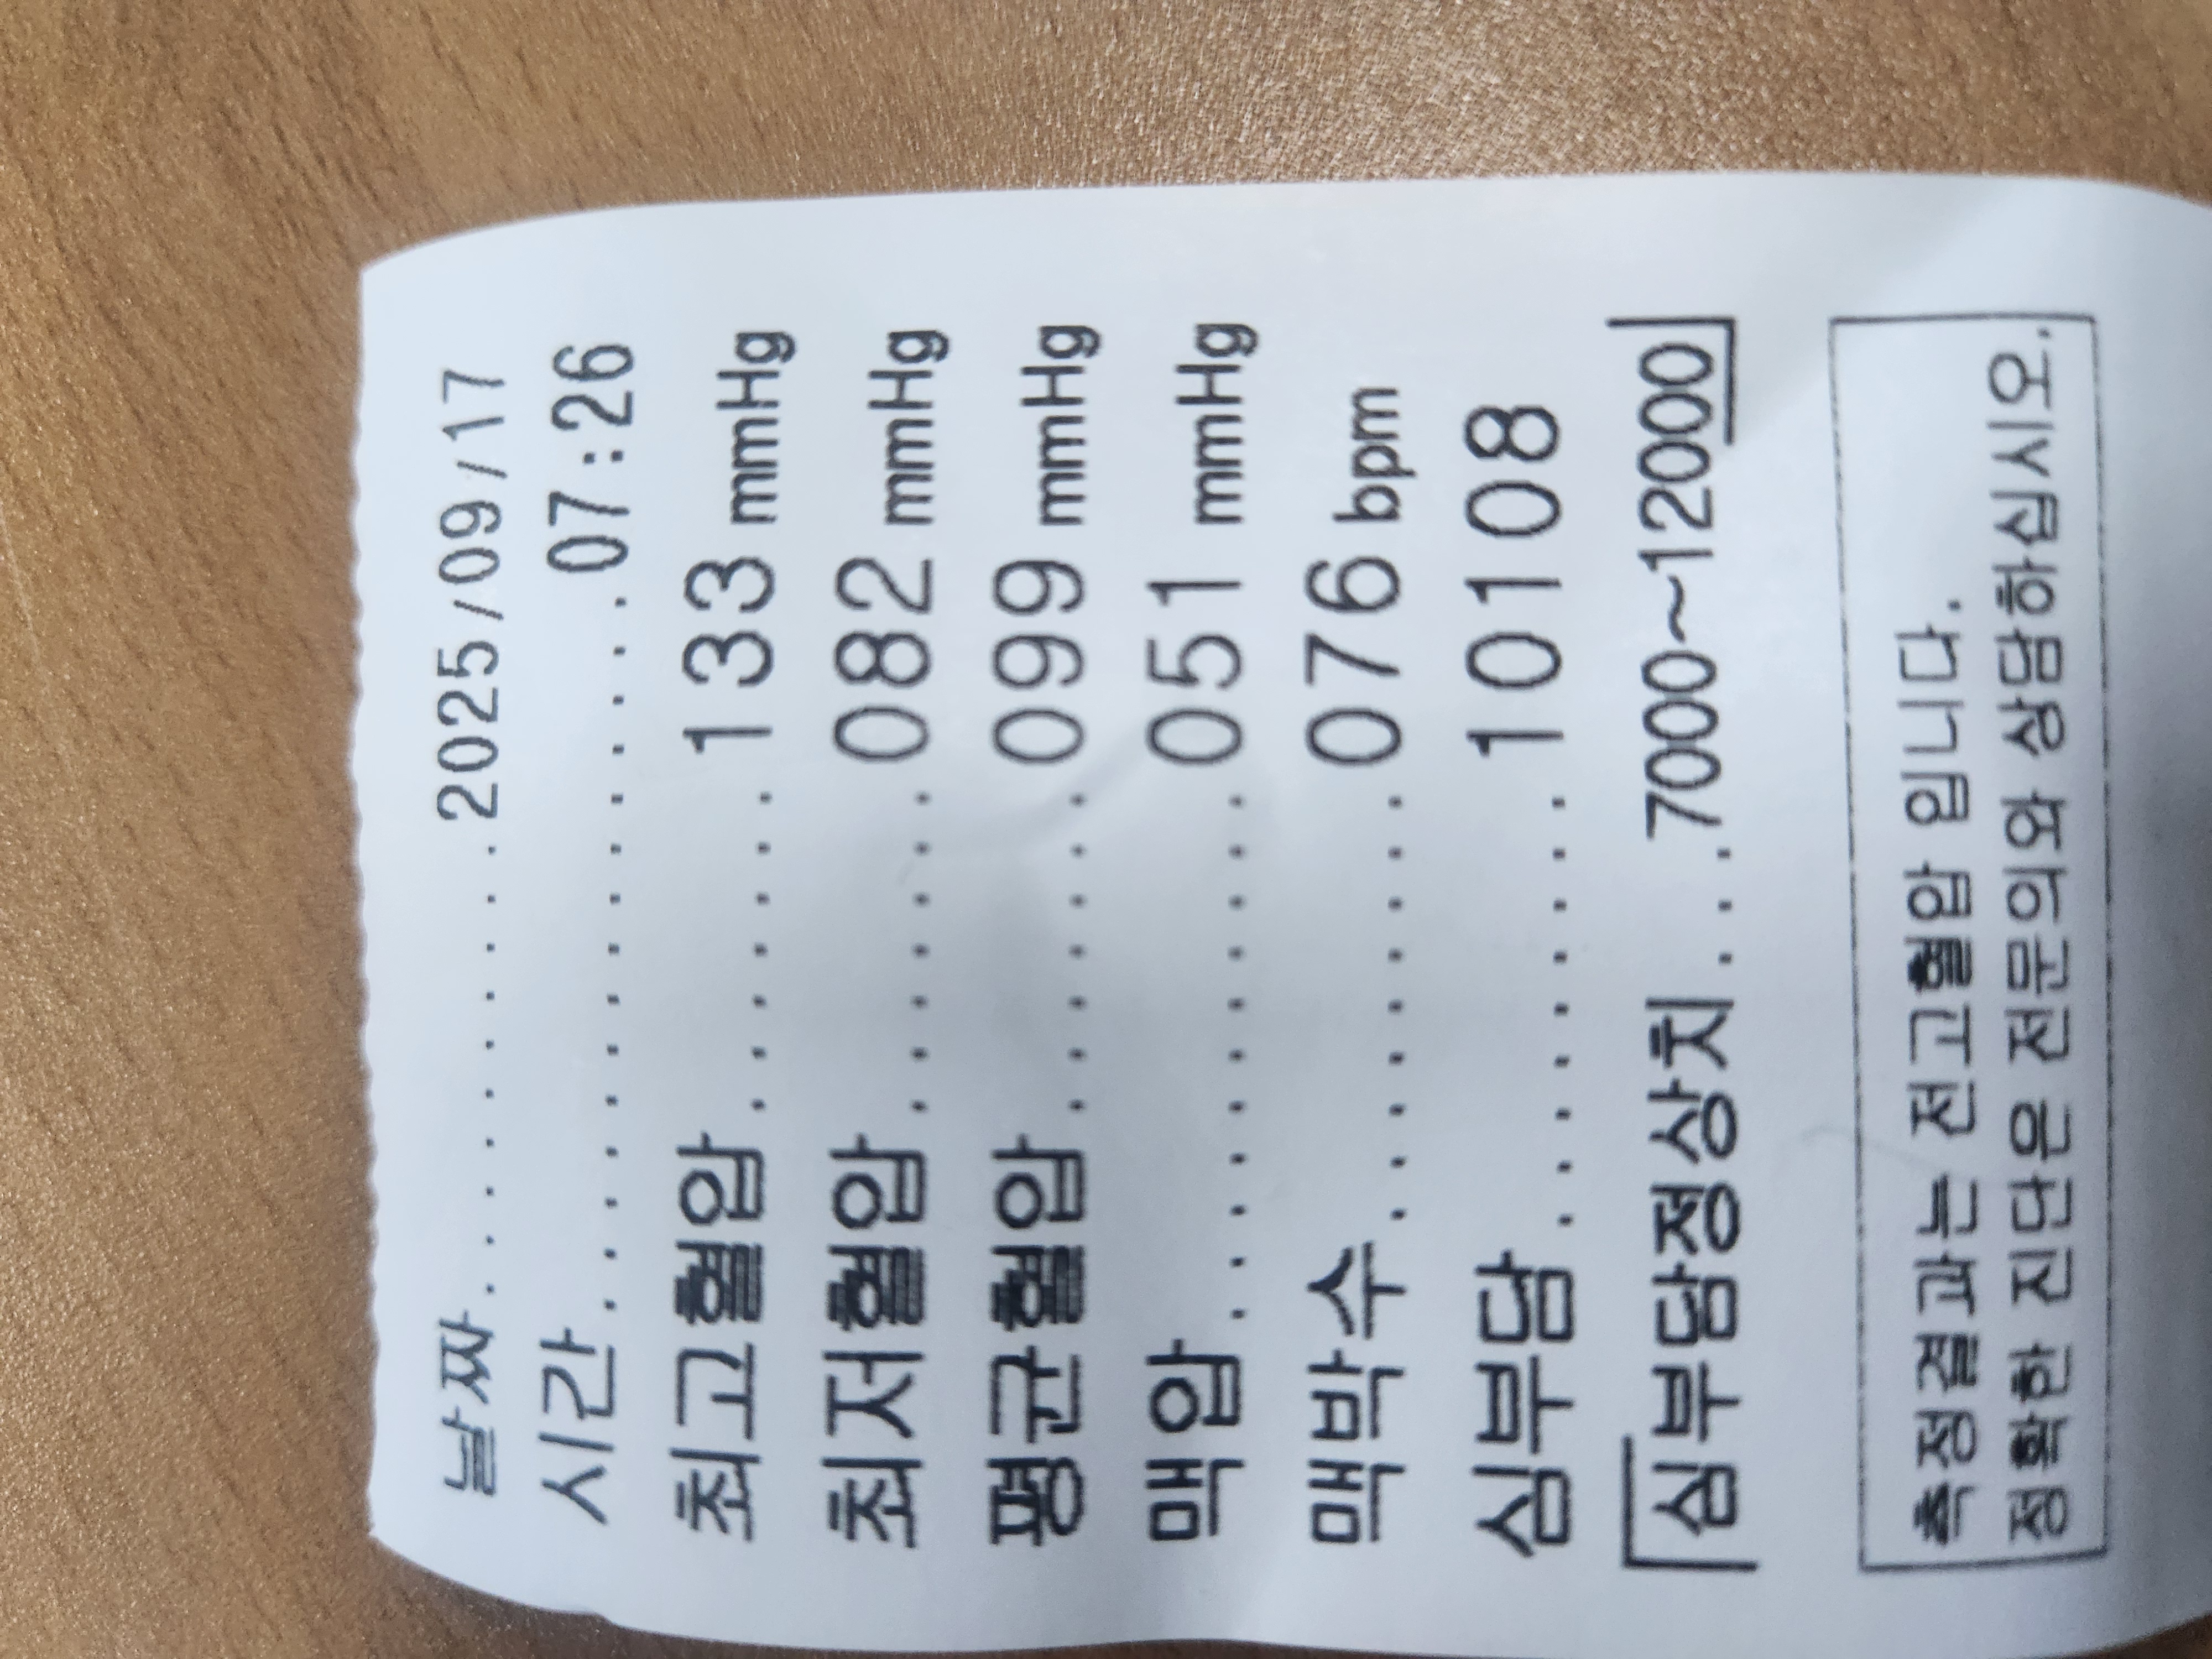 날짜..........2025/09/17
시간..............07:26
최고혈압.......133 mmHg
최저혈압.......082 mmHg
평균혈압.......099 mmHg
맥압...........051 mmHg
맥박수.........076 bpm
심부담.........10108
「심부담정상치...7000~12000」
측정결과는 전고혈압 입니다.
정확한 진단은 전문의와 상담하십시오.